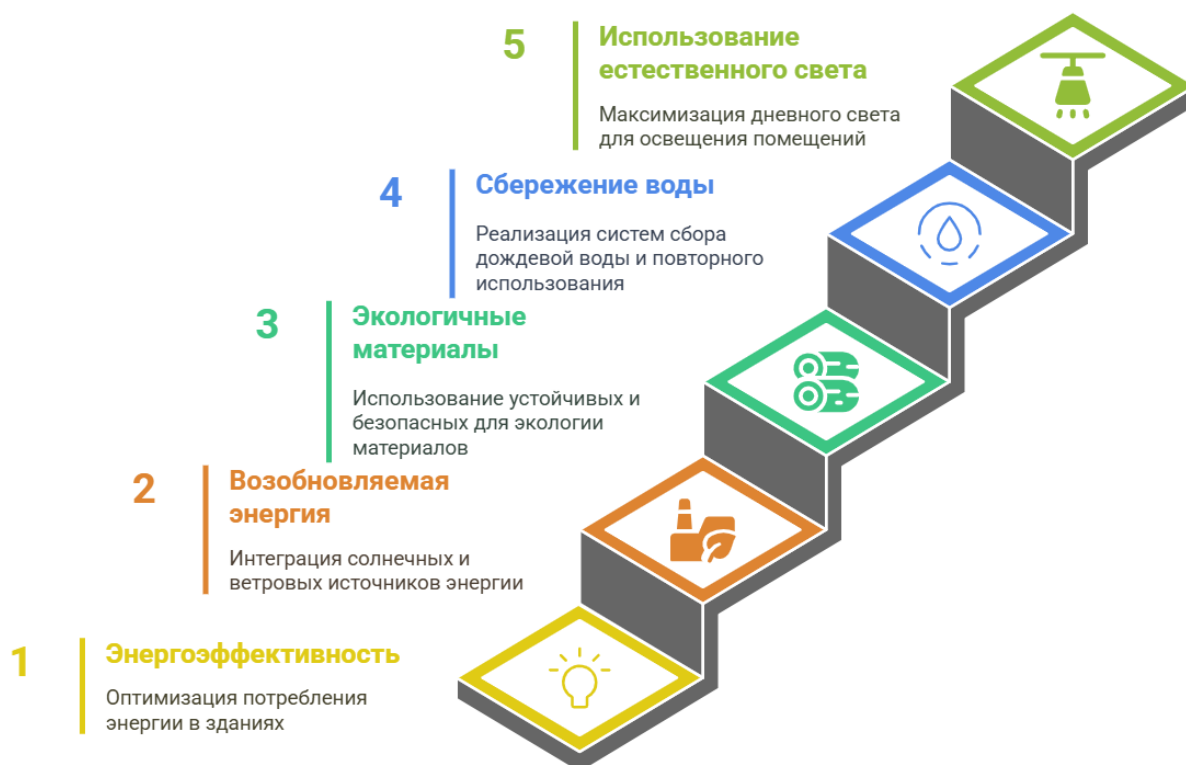 5
Использование
естественного света
Максимизация дневного света
для освещения помещений
4
Сбережение воды
Реализация систем сбора
дождевой воды и повторного
использования
3
Экологичные
материалы
Использование устойчивых и
безопасных для экологии
материалов
2
Возобновляемая
энергия
Интеграция солнечных и
ветровых источников энергии
1
Энергоэффективность
Оптимизация потребления
энергии в зданиях